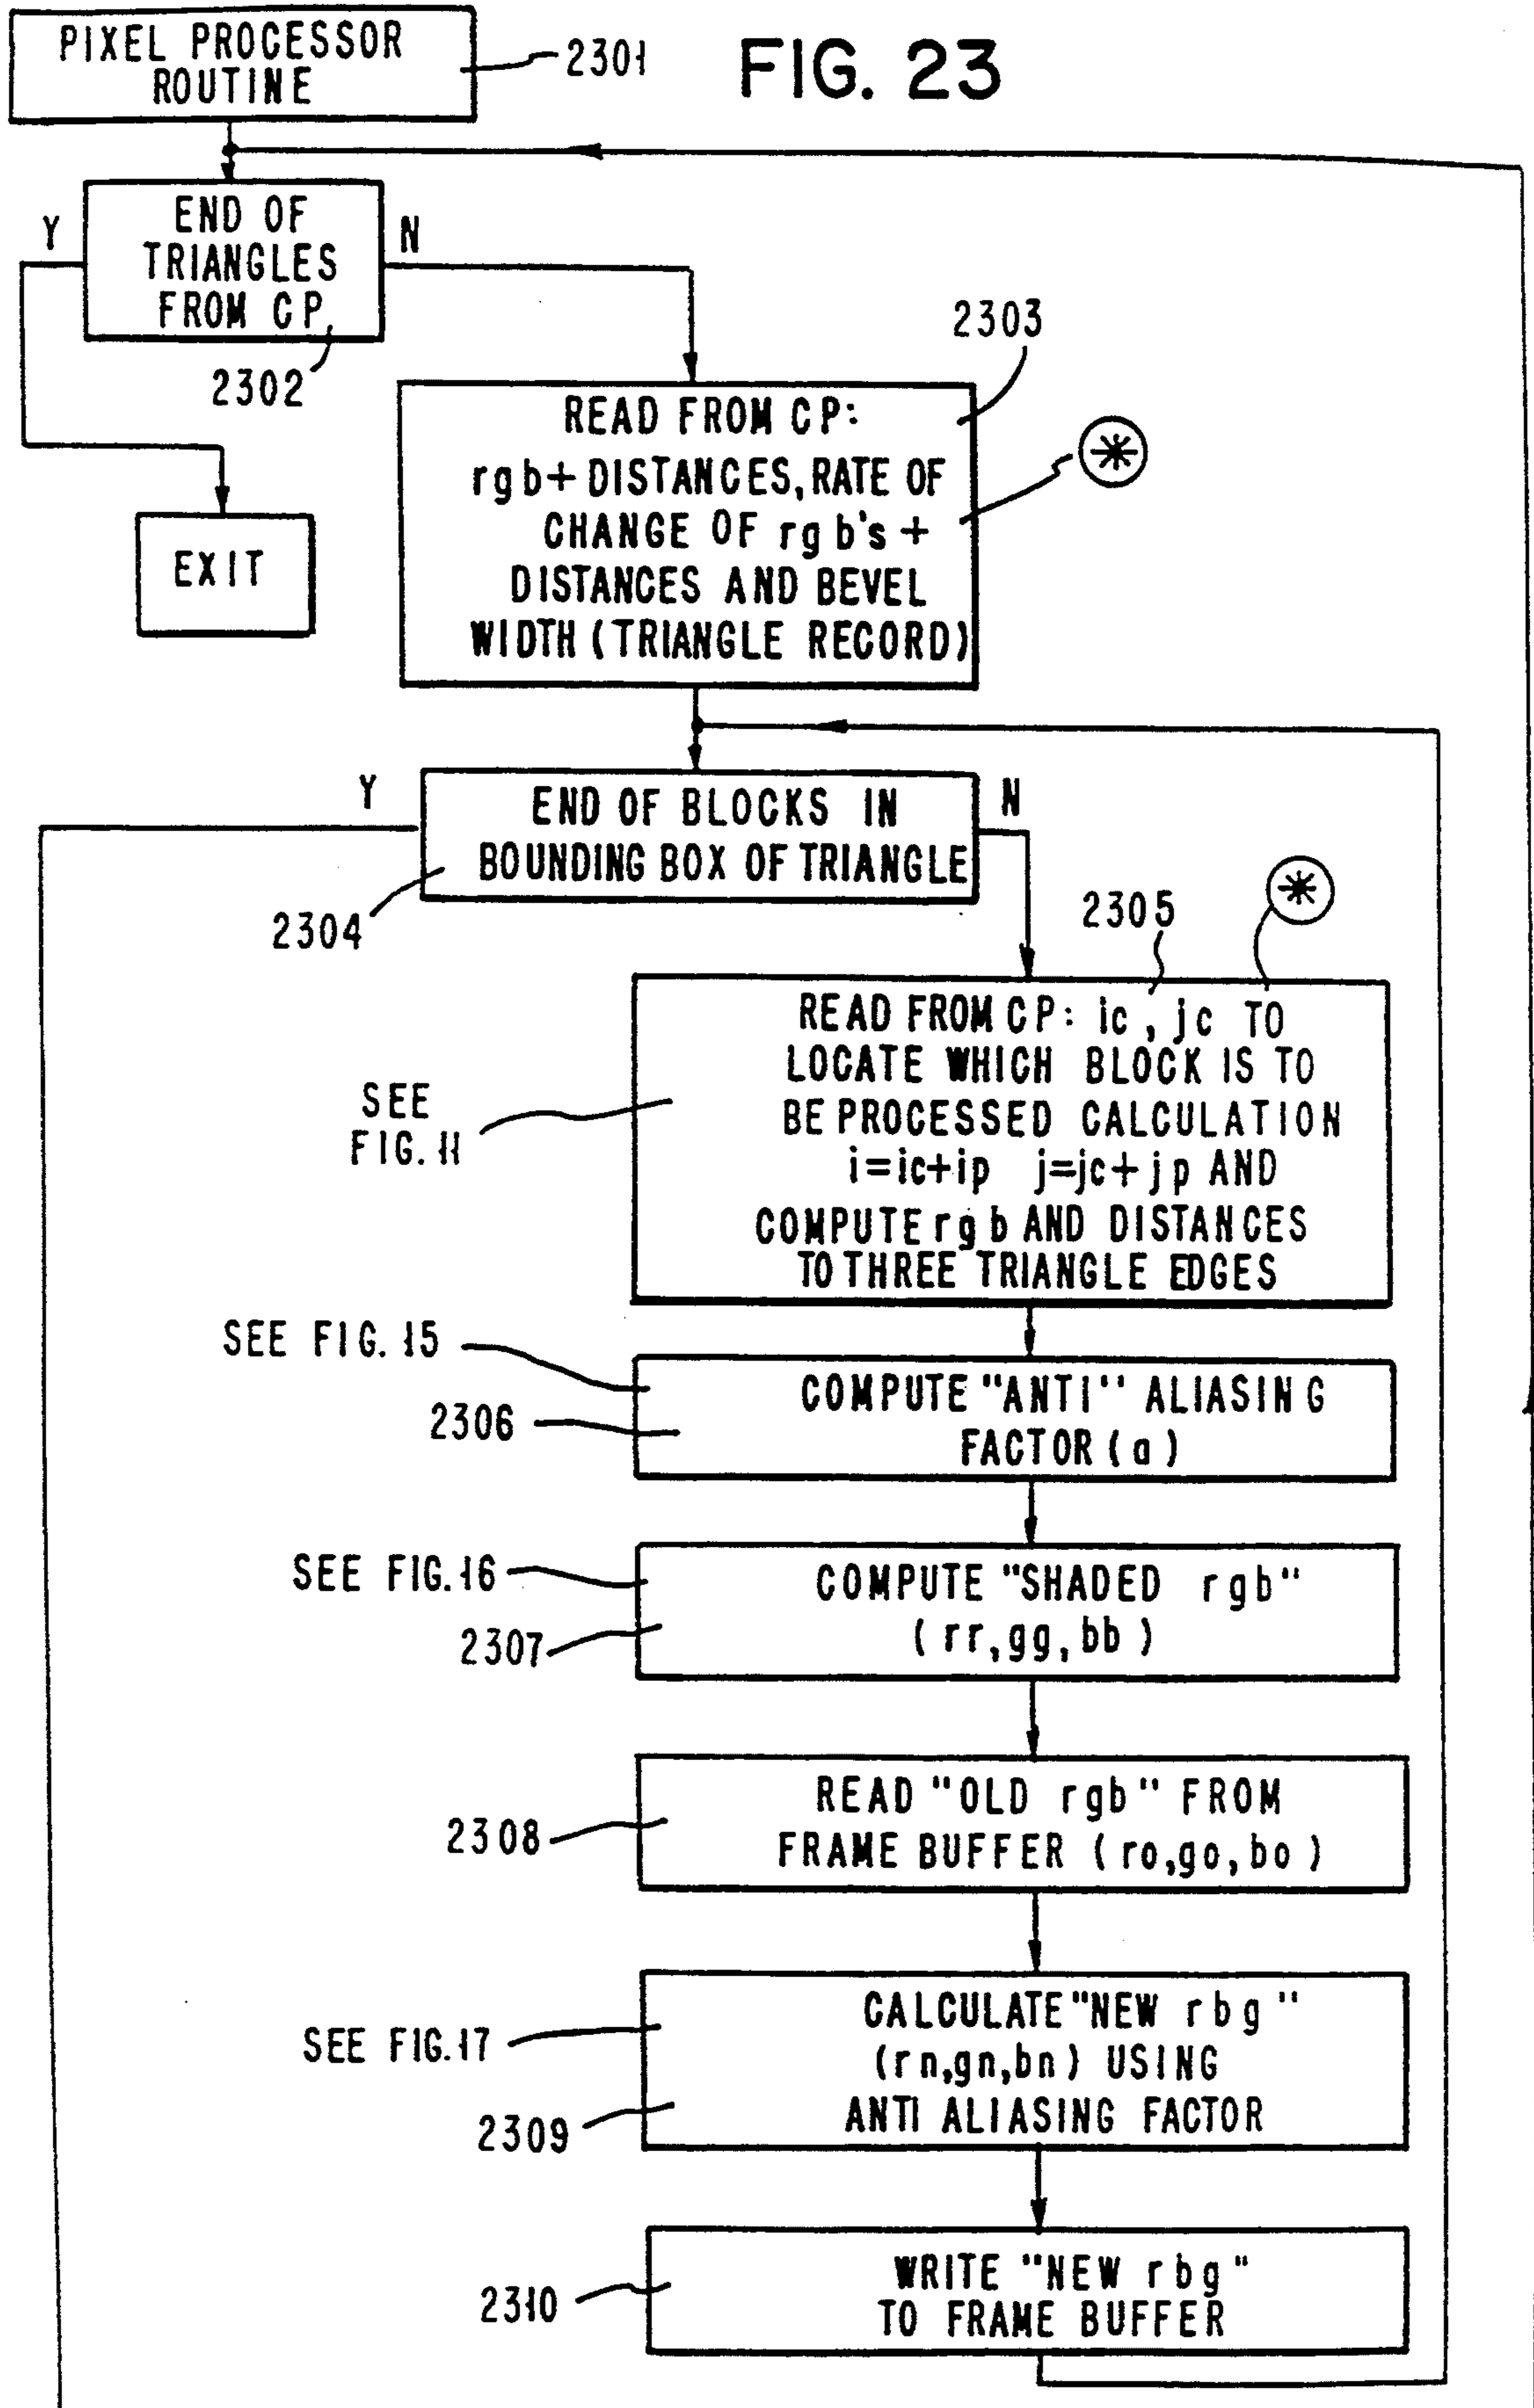 PIXEL PROCESSOR
ROUTINE
2301
FIG. 23
Y
END OF
TRIANGLES
FROM CP
N
2302
EXIT
2303
READ FROM CP:
rgb+ DISTANCES, RATE OF
CHANGE OF rgb's +
DISTANCES AND BEVEL
WIDTH (TRIANGLE RECORD)
*
Y
END OF BLOCKS IN
BOUNDING BOX OF TRIANGLE
N
2304
2305
*
READ FROM CP: ic, jc TO
LOCATE WHICH BLOCK IS TO
BE PROCESSED CALCULATION
i=ic+ip j=jc+jp AND
COMPUTE rgb AND DISTANCES
TO THREE TRIANGLE EDGES
SEE
FIG. 11
SEE FIG. 15
2306
COMPUTE "ANTI" ALIASING
FACTOR (a)
SEE FIG. 16
2307
COMPUTE "SHADED rgb"
(rr,gg,bb)
2308
READ "OLD rgb" FROM
FRAME BUFFER (ro,go,bo)
SEE FIG. 17
2309
CALCULATE "NEW rbg"
(rn,gn,bn) USING
ANTI ALIASING FACTOR
2310
WRITE "NEW rbg"
TO FRAME BUFFER